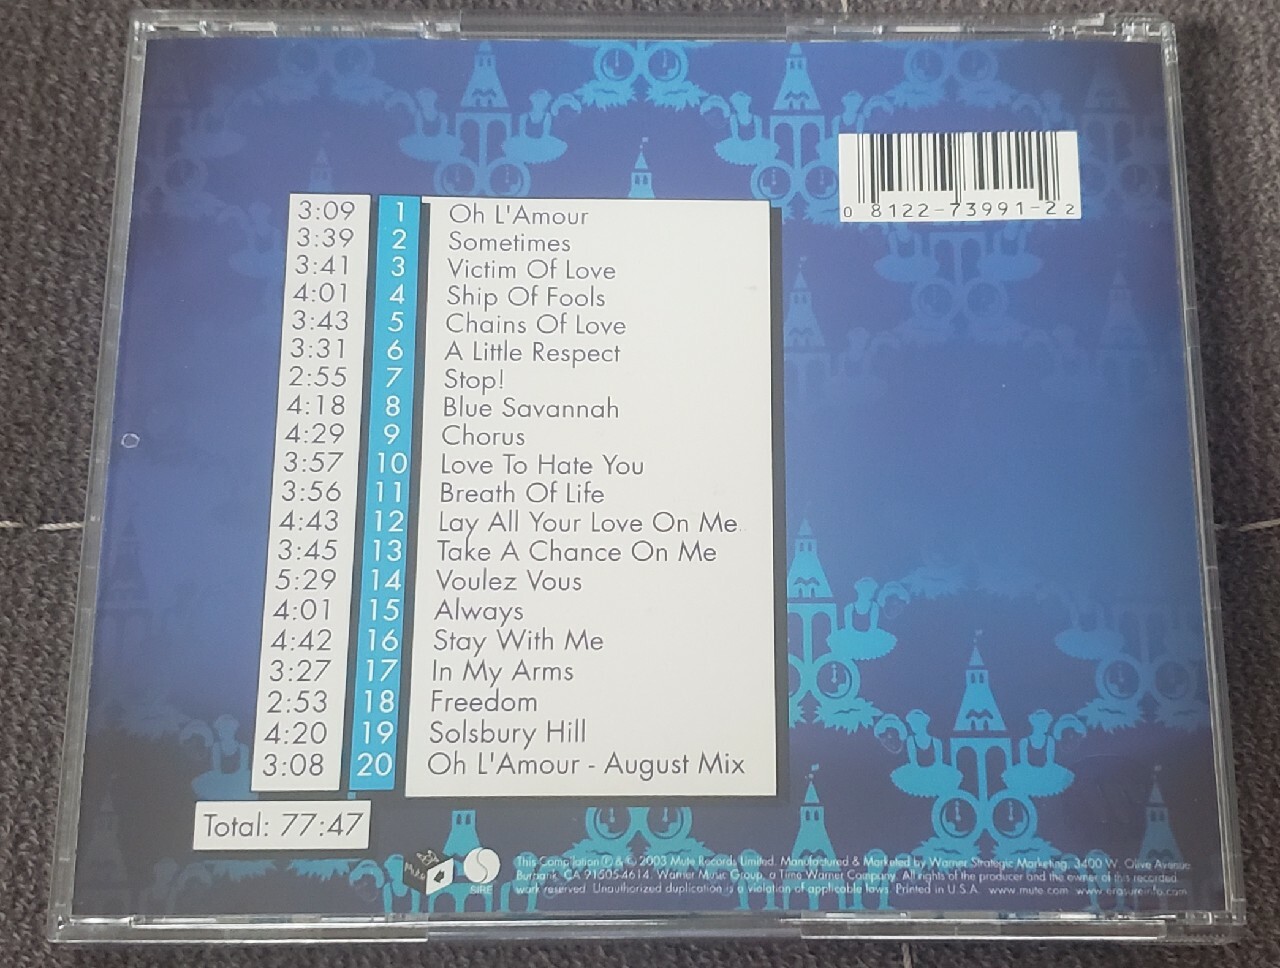 0 8122-73991-2 2
3:09 1 Oh L'Amour
3:39 2 Sometimes
3:41 3 Victim Of Love
4:01 4 Ship Of Fools
3:43 5 Chains Of Love
3:31 6 A Little Respect
2:55 7 Stop!
4:18 8 Blue Savannah
4:29 9 Chorus
3:57 10 Love To Hate You
3:56 11 Breath Of Life
4:43 12 Lay All Your Love On Me
3:45 13 Take A Chance On Me
5:29 14 Voulez Vous
4:01 15 Always
4:42 16 Stay With Me
3:27 17 In My Arms
2:53 18 Freedom
4:20 19 Solsbury Hill
3:08 20 Oh L'Amour - August Mix
Total: 77:47
Mute
SIRE
This Compilation ℗ & © 2003 Mute Records Limited. Manufactured & Marketed by Warner Strategic Marketing, 3400 W. Olive Avenue
Burbank, CA 91505-4614. Warner Music Group, a Time Warner Company. All rights of the producer and the owner of this recorded
work reserved. Unauthorized duplication is a violation of applicable laws. Printed in U.S.A. www.mute.com www.erasureinfo.com